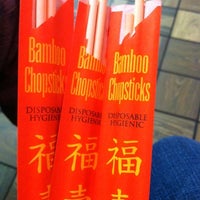 Bamboo
Chopsticks
DISPOSABLE
HYGIENIC
福
Bamboo
Chopsticks
DISPOSABLE
HYGIENIC
福
Bamboo
Chopsticks
DISPOSABLE
HYGIENIC
福